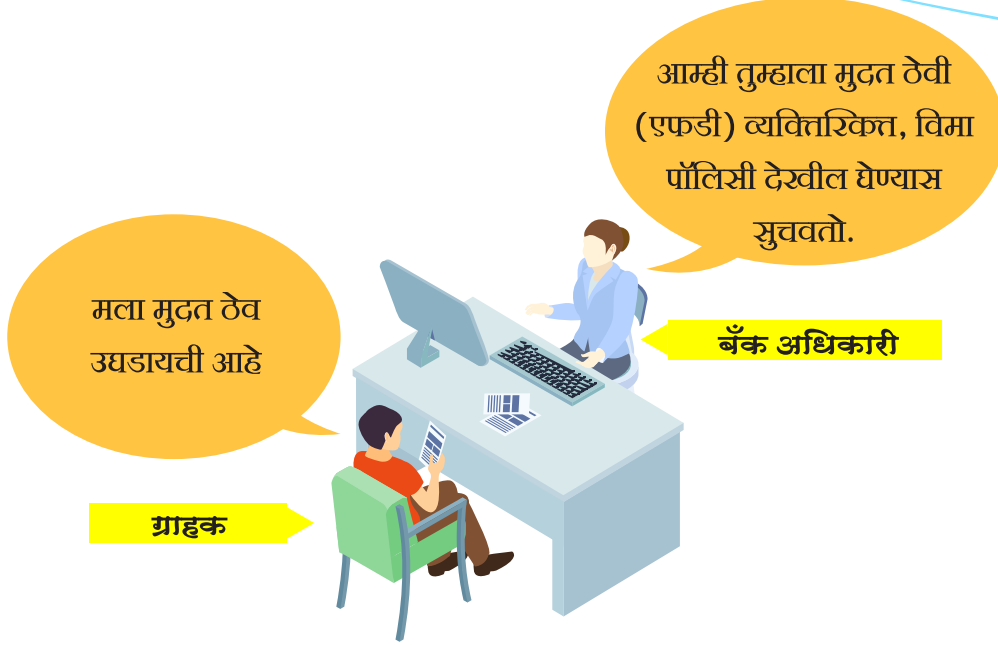 मला मुदत ठेव
उघडायची आहे
ग्राहक
आम्ही तुम्हाला मुदत ठेवी
(एफडी) व्यक्तिरिक्त, विमा
पॉलिसी देखील घेण्यास
सुचवतो.
बँक अधिकारी